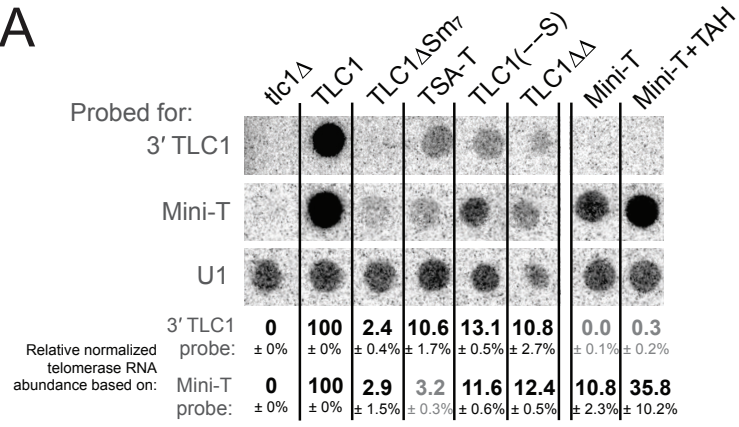 A
tlc1Δ TLC1 TLC1ΔSm7 TSA-T TLC1(---S) TLC1ΔΔ Mini-T Mini-T+TAH
Probed for:
3′ TLC1
Mini-T
U1
Relative normalized
telomerase RNA
abundance based on:
3′ TLC1 probe: 0 100 2.4 10.6 13.1 10.8 0.0 0.3
± 0% ± 0% ± 0.4% ± 1.7% ± 0.5% ± 2.7% ± 0.1% ± 0.2%
Mini-T probe: 0 100 2.9 3.2 11.6 12.4 10.8 35.8
± 0% ± 0% ± 1.5% ± 0.3% ± 0.6% ± 0.5% ± 2.3% ± 10.2%